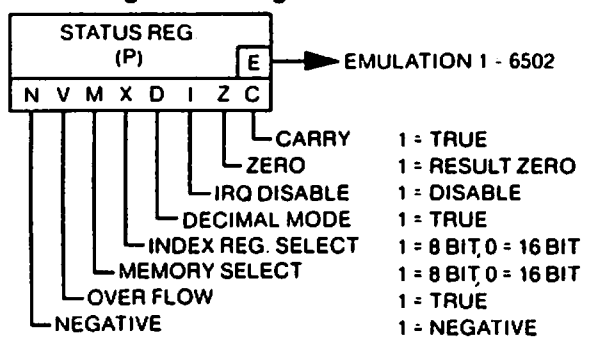 STATUS REG
(P)
E EMULATION 1 - 6502
N V M X D I Z C
CARRY 1 = TRUE
ZERO 1 = RESULT ZERO
IRQ DISABLE 1 = DISABLE
DECIMAL MODE 1 = TRUE
INDEX REG. SELECT 1 = 8 BIT, 0 = 16 BIT
MEMORY SELECT 1 = 8 BIT, 0 = 16 BIT
OVER FLOW 1 = TRUE
NEGATIVE 1 = NEGATIVE